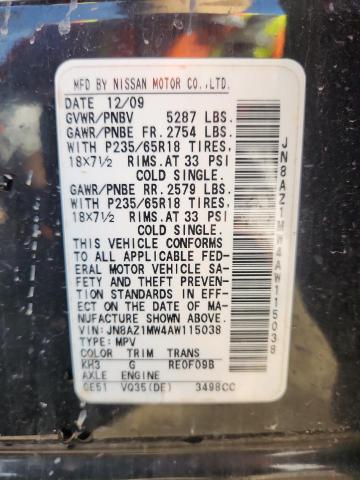 MFD BY NISSAN MOTOR CO.,LTD.
DATE 12/09
GVWR/PNBV 5287 LBS.
GAWR/PNBE FR. 2754 LBS.
WITH P235/65R18 TIRES,
18X7½ RIMS. AT 33 PSI
COLD SINGLE.
GAWR/PNBE RR. 2579 LBS.
WITH P235/65R18 TIRES,
18X7½ RIMS. AT 33 PSI
COLD SINGLE.
THIS VEHICLE CONFORMS
TO ALL APPLICABLE FED-
ERAL MOTOR VEHICLE SA-
FETY AND THEFT PREVENTION
STANDARDS IN EFFECT
ON THE DATE OF MA-
NUFACTURE SHOWN ABOVE.
VIN:JN8AZ1MW4AW115038
TYPE: MPV
COLOR TRIM TRANS
KH3 G RE0F09B
AXLE ENGINE
GE51 VQ35(DE) 3498CC
JN8AZ1MW4AW115038